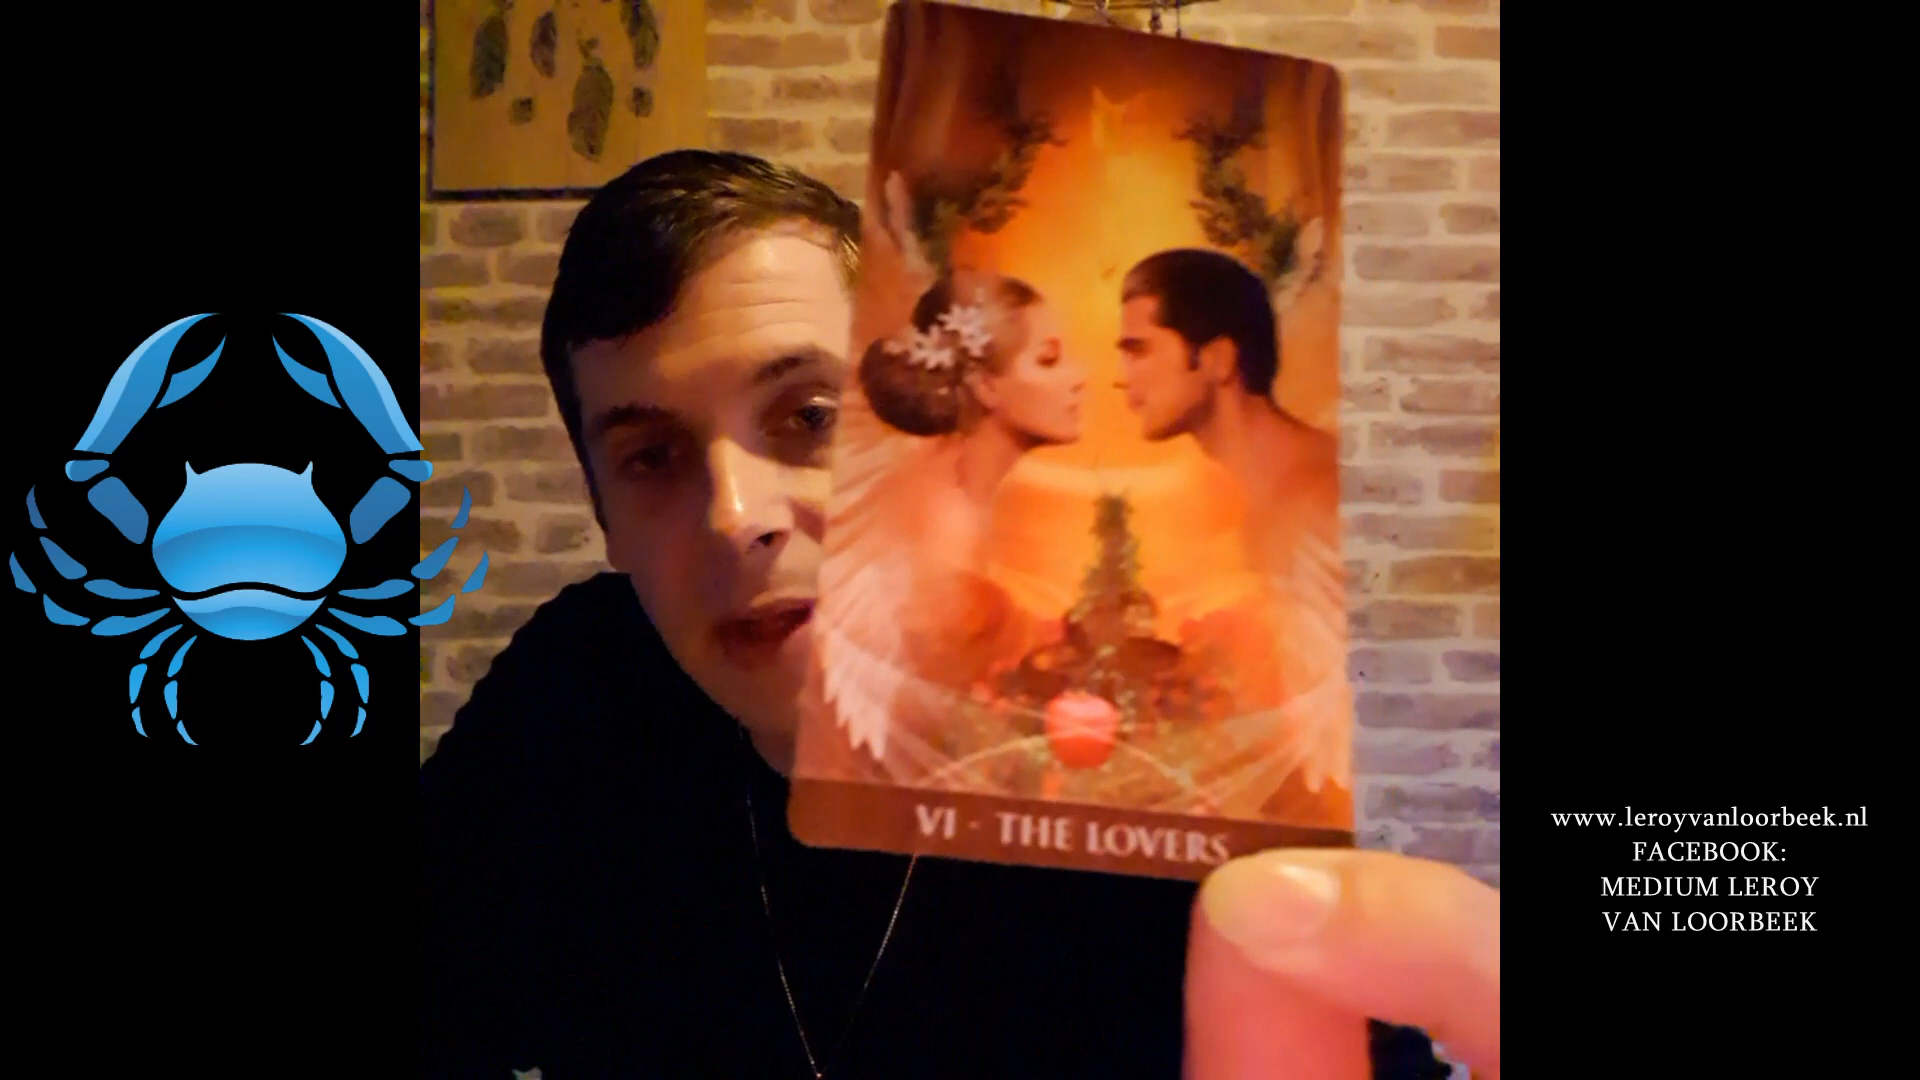 VI · THE LOVERS
www.leroyvanloorbeek.nl
FACEBOOK:
MEDIUM LEROY
VAN LOORBEEK